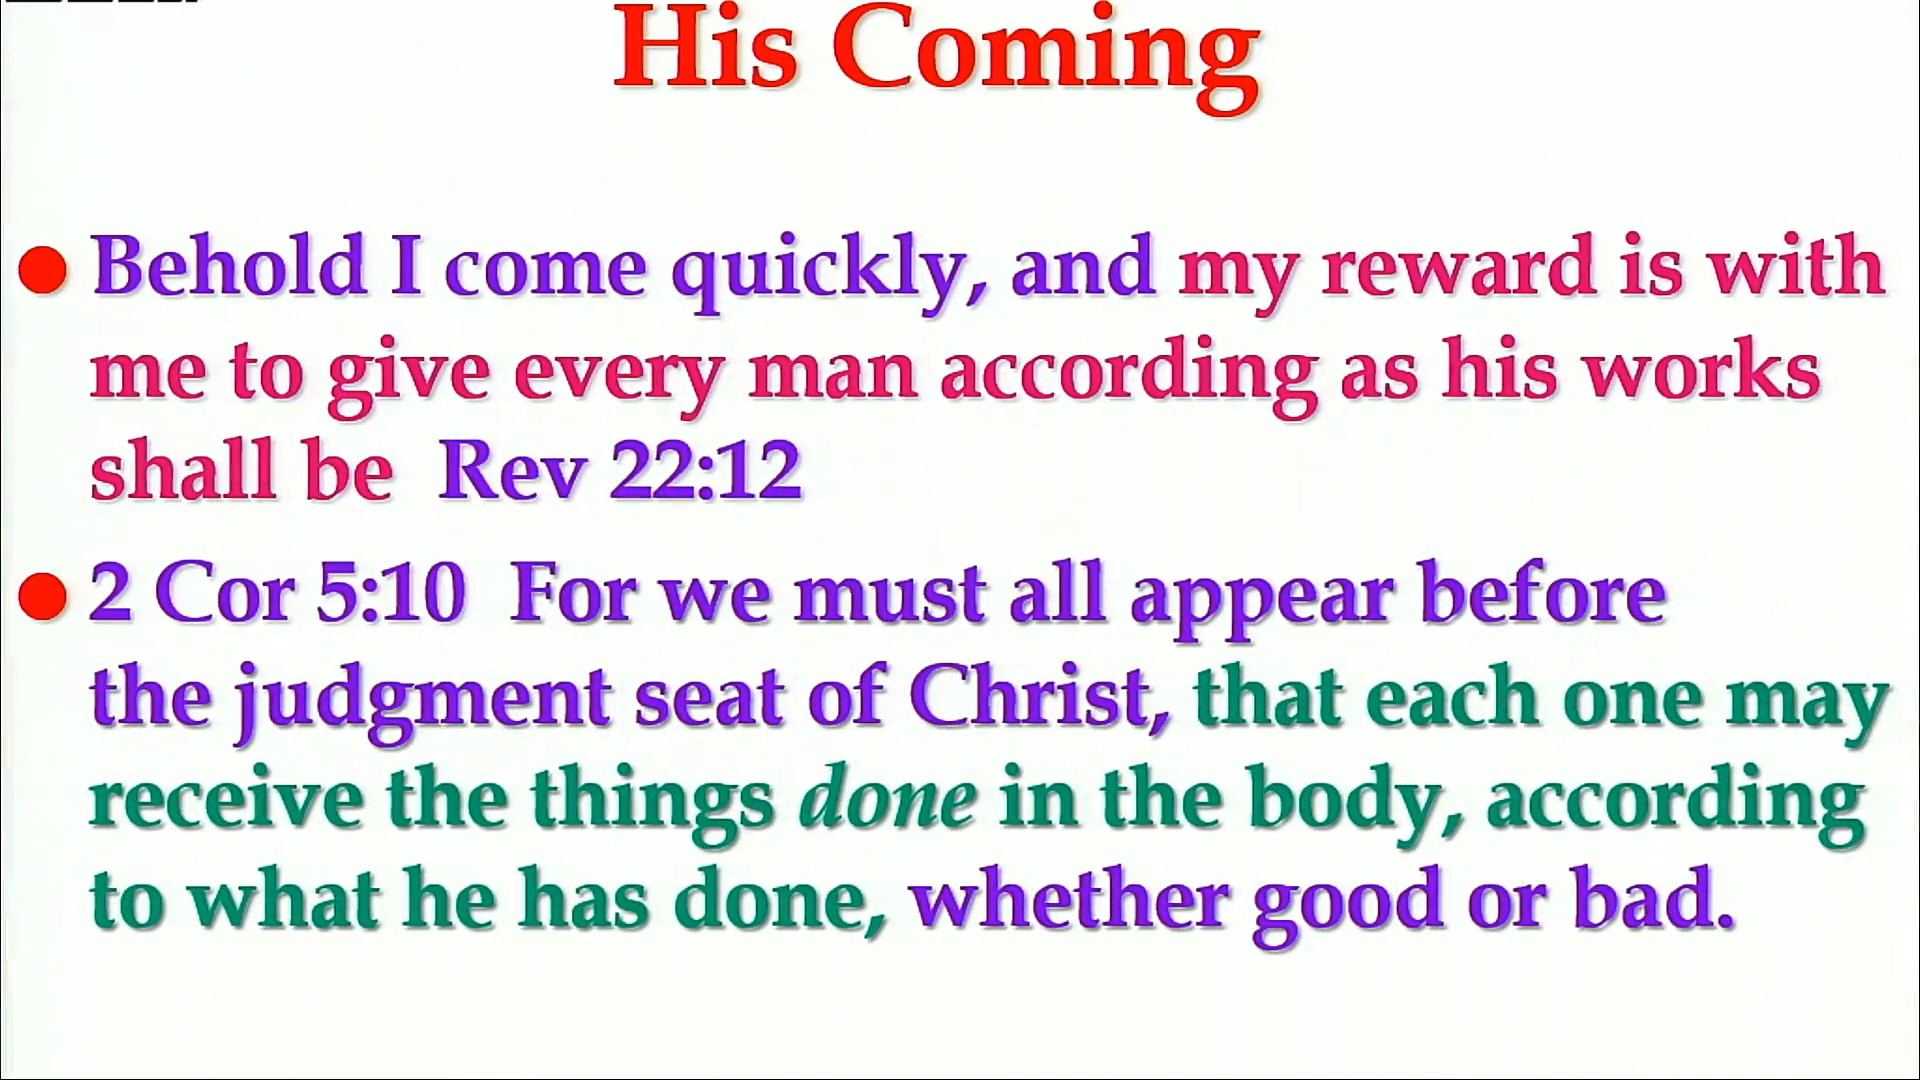 His Coming
Behold I come quickly, and my reward is with
me to give every man according as his works
shall be Rev 22:12
2 Cor 5:10 For we must all appear before
the judgment seat of Christ, that each one may
receive the things done in the body, according
to what he has done, whether good or bad.